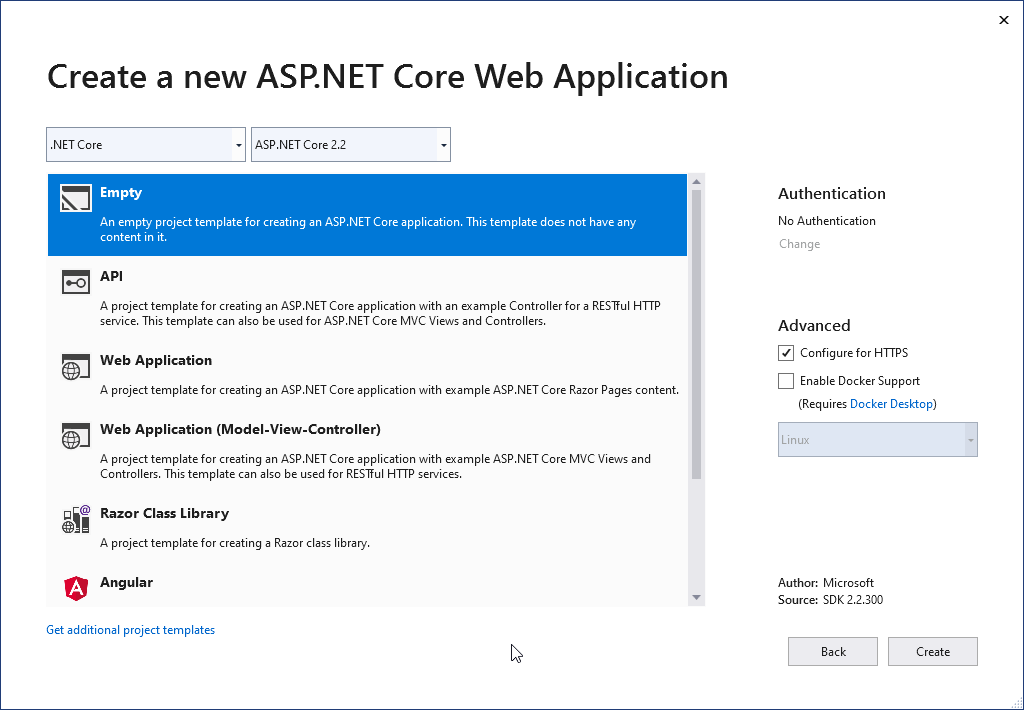 Create a new ASP.NET Core Web Application
.NET Core
ASP.NET Core 2.2
Empty
An empty project template for creating an ASP.NET Core application. This template does not have any
content in it.
API
A project template for creating an ASP.NET Core application with an example Controller for a RESTful HTTP
service. This template can also be used for ASP.NET Core MVC Views and Controllers.
Web Application
A project template for creating an ASP.NET Core application with example ASP.NET Core Razor Pages content.
Web Application (Model-View-Controller)
A project template for creating an ASP.NET Core application with example ASP.NET Core MVC Views and
Controllers. This template can also be used for RESTful HTTP services.
Razor Class Library
A project template for creating a Razor class library.
Angular
Get additional project templates
Authentication
No Authentication
Change
Advanced
Configure for HTTPS
Enable Docker Support
(Requires Docker Desktop)
Linux
Author: Microsoft
Source: SDK 2.2.300
Back
Create